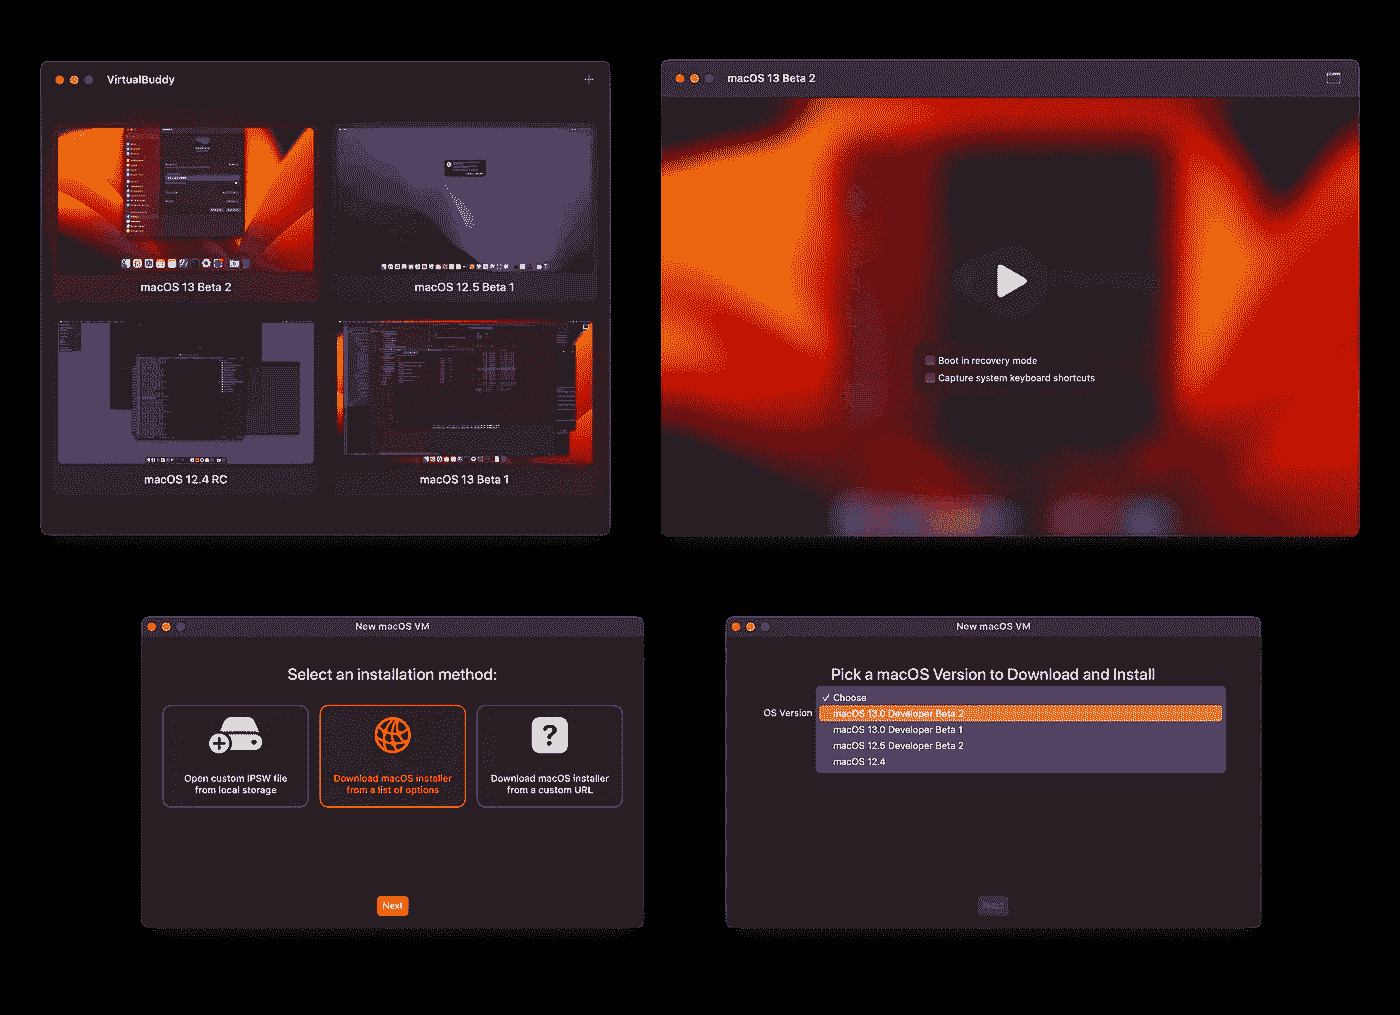 VirtualBuddy
macOS 13 Beta 2
macOS 12.5 Beta 1
macOS 12.4 RC
macOS 13 Beta 1
macOS 13 Beta 2
Boot in recovery mode
Capture system keyboard shortcuts
New macOS VM
Select an installation method:
Open custom IPSW file
from local storage
Download macOS installer
from a list of options
Download macOS installer
from a custom URL
Next
New macOS VM
Pick a macOS Version to Download and Install
OS Version
✓ Choose
macOS 13.0 Developer Beta 2
macOS 13.0 Developer Beta 1
macOS 12.5 Developer Beta 2
macOS 12.4